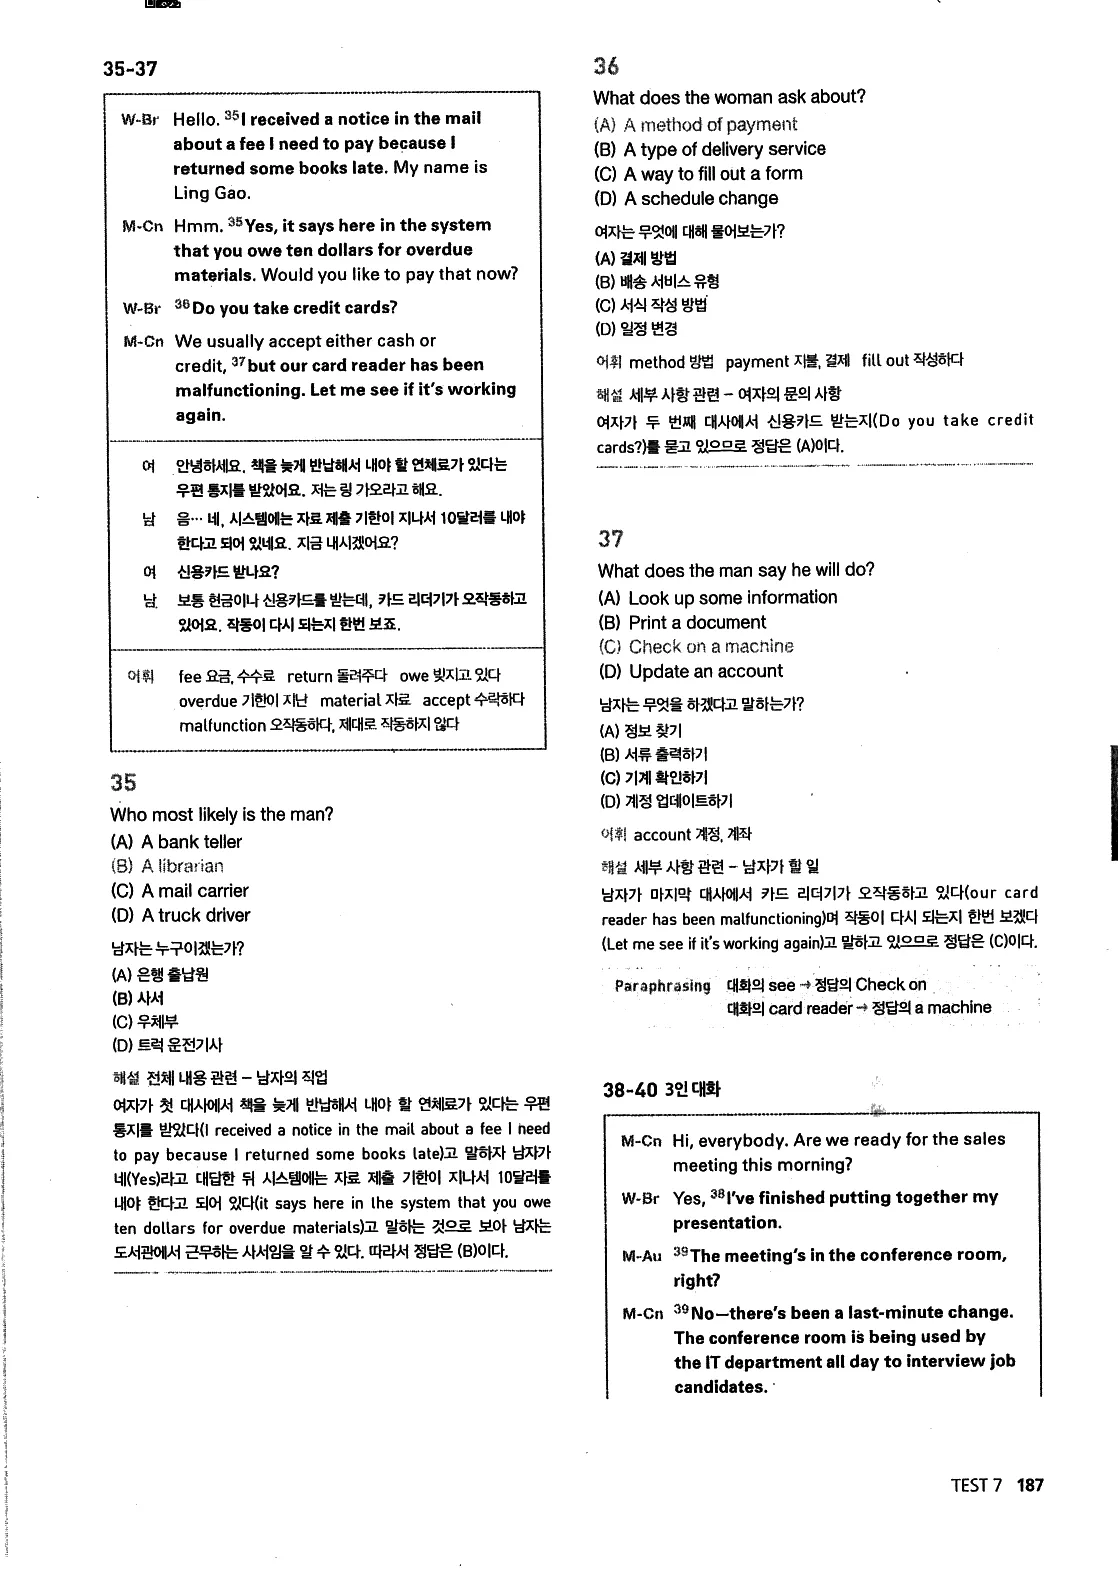 35-37
W-Br Hello. 35I received a notice in the mail
about a fee I need to pay because I
returned some books late. My name is
Ling Gao.
M-Cn Hmm. 35Yes, it says here in the system
that you owe ten dollars for overdue
materials. Would you like to pay that now?
W-Br 36Do you take credit cards?
M-Cn We usually accept either cash or
credit, 37but our card reader has been
malfunctioning. Let me see if it's working
again.
여 안녕하세요. 책을 늦게 반납해서 내야 할 연체료가 있다는
우편 통지를 받았어요. 저는 링 가오라고 해요.
남 음… 네, 시스템에는 자료 제출 기한이 지나서 10달러를 내야
한다고 되어 있네요. 지금 내시겠어요?
여 신용카드 받나요?
남 보통 현금이나 신용카드를 받는데, 카드 리더기가 오작동하고
있어요. 작동이 다시 되는지 한번 보죠.
어휘 fee 요금, 수수료 return 돌려주다 owe 빚지고 있다
overdue 기한이 지난 material 자료 accept 수락하다
malfunction 오작동하다, 제대로 작동하지 않다
35
Who most likely is the man?
(A) A bank teller
(B) A librarian
(C) A mail carrier
(D) A truck driver
남자는 누구이겠는가?
(A) 은행 출납원
(B) 사서
(C) 우체부
(D) 트럭 운전기사
해설 전체 내용 관련 – 남자의 직업
여자가 첫 대사에서 책을 늦게 반납해서 내야 할 연체료가 있다는 우편
통지를 받았다(I received a notice in the mail about a fee I need
to pay because I returned some books late)고 말하자 남자가
네(Yes)라고 대답한 뒤 시스템에는 자료 제출 기한이 지나서 10달러를
내야 한다고 되어 있다(it says here in the system that you owe
ten dollars for overdue materials)고 말하는 것으로 보아 남자는
도서관에서 근무하는 사서임을 알 수 있다. 따라서 정답은 (B)이다.
36
What does the woman ask about?
(A) A method of payment
(B) A type of delivery service
(C) A way to fill out a form
(D) A schedule change
여자는 무엇에 대해 물어보는가?
(A) 결제 방법
(B) 배송 서비스 유형
(C) 서식 작성 방법
(D) 일정 변경
어휘 method 방법 payment 지불, 결제 fill out 작성하다
해설 세부 사항 관련 – 여자의 문의 사항
여자가 두 번째 대사에서 신용카드 받는지(Do you take credit
cards?)를 묻고 있으므로 정답은 (A)이다.
37
What does the man say he will do?
(A) Look up some information
(B) Print a document
(C) Check on a machine
(D) Update an account
남자는 무엇을 하겠다고 말하는가?
(A) 정보 찾기
(B) 서류 출력하기
(C) 기계 확인하기
(D) 계정 업데이트하기
어휘 account 계정, 계좌
해설 세부 사항 관련 – 남자가 할 일
남자가 마지막 대사에서 카드 리더기가 오작동하고 있다(our card
reader has been malfunctioning)며 작동이 다시 되는지 한번 보겠다
(Let me see if it's working again)고 말하고 있으므로 정답은 (C)이다.
Paraphrasing 대화의 see → 정답의 Check on
대화의 card reader → 정답의 a machine
38-40 3인 대화
M-Cn Hi, everybody. Are we ready for the sales
meeting this morning?
W-Br Yes, 38I've finished putting together my
presentation.
M-Au 39The meeting's in the conference room,
right?
M-Cn 39No—there's been a last-minute change.
The conference room is being used by
the IT department all day to interview job
candidates.
TEST 7 187